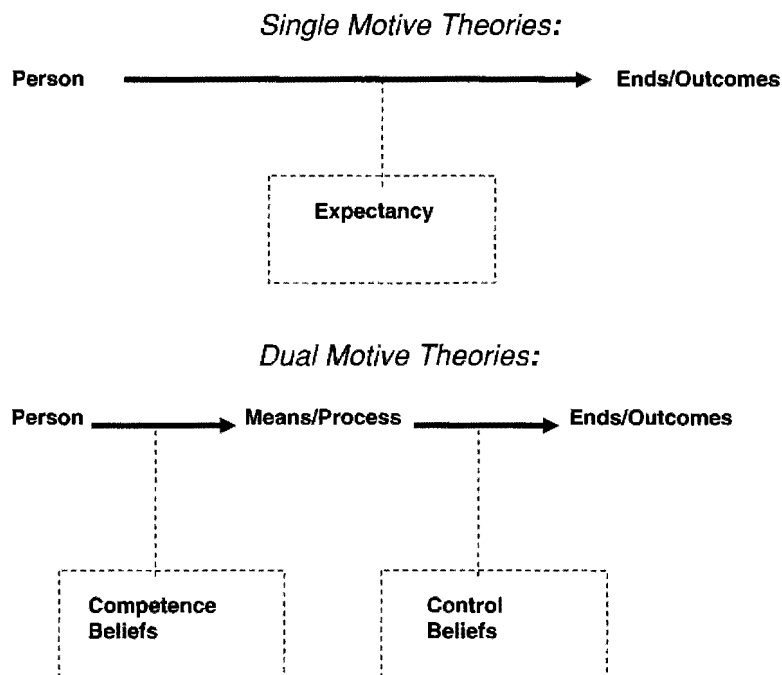 Single Motive Theories:
Person Ends/Outcomes
Expectancy
Dual Motive Theories:
Person Means/Process Ends/Outcomes
Competence Control
Beliefs Beliefs